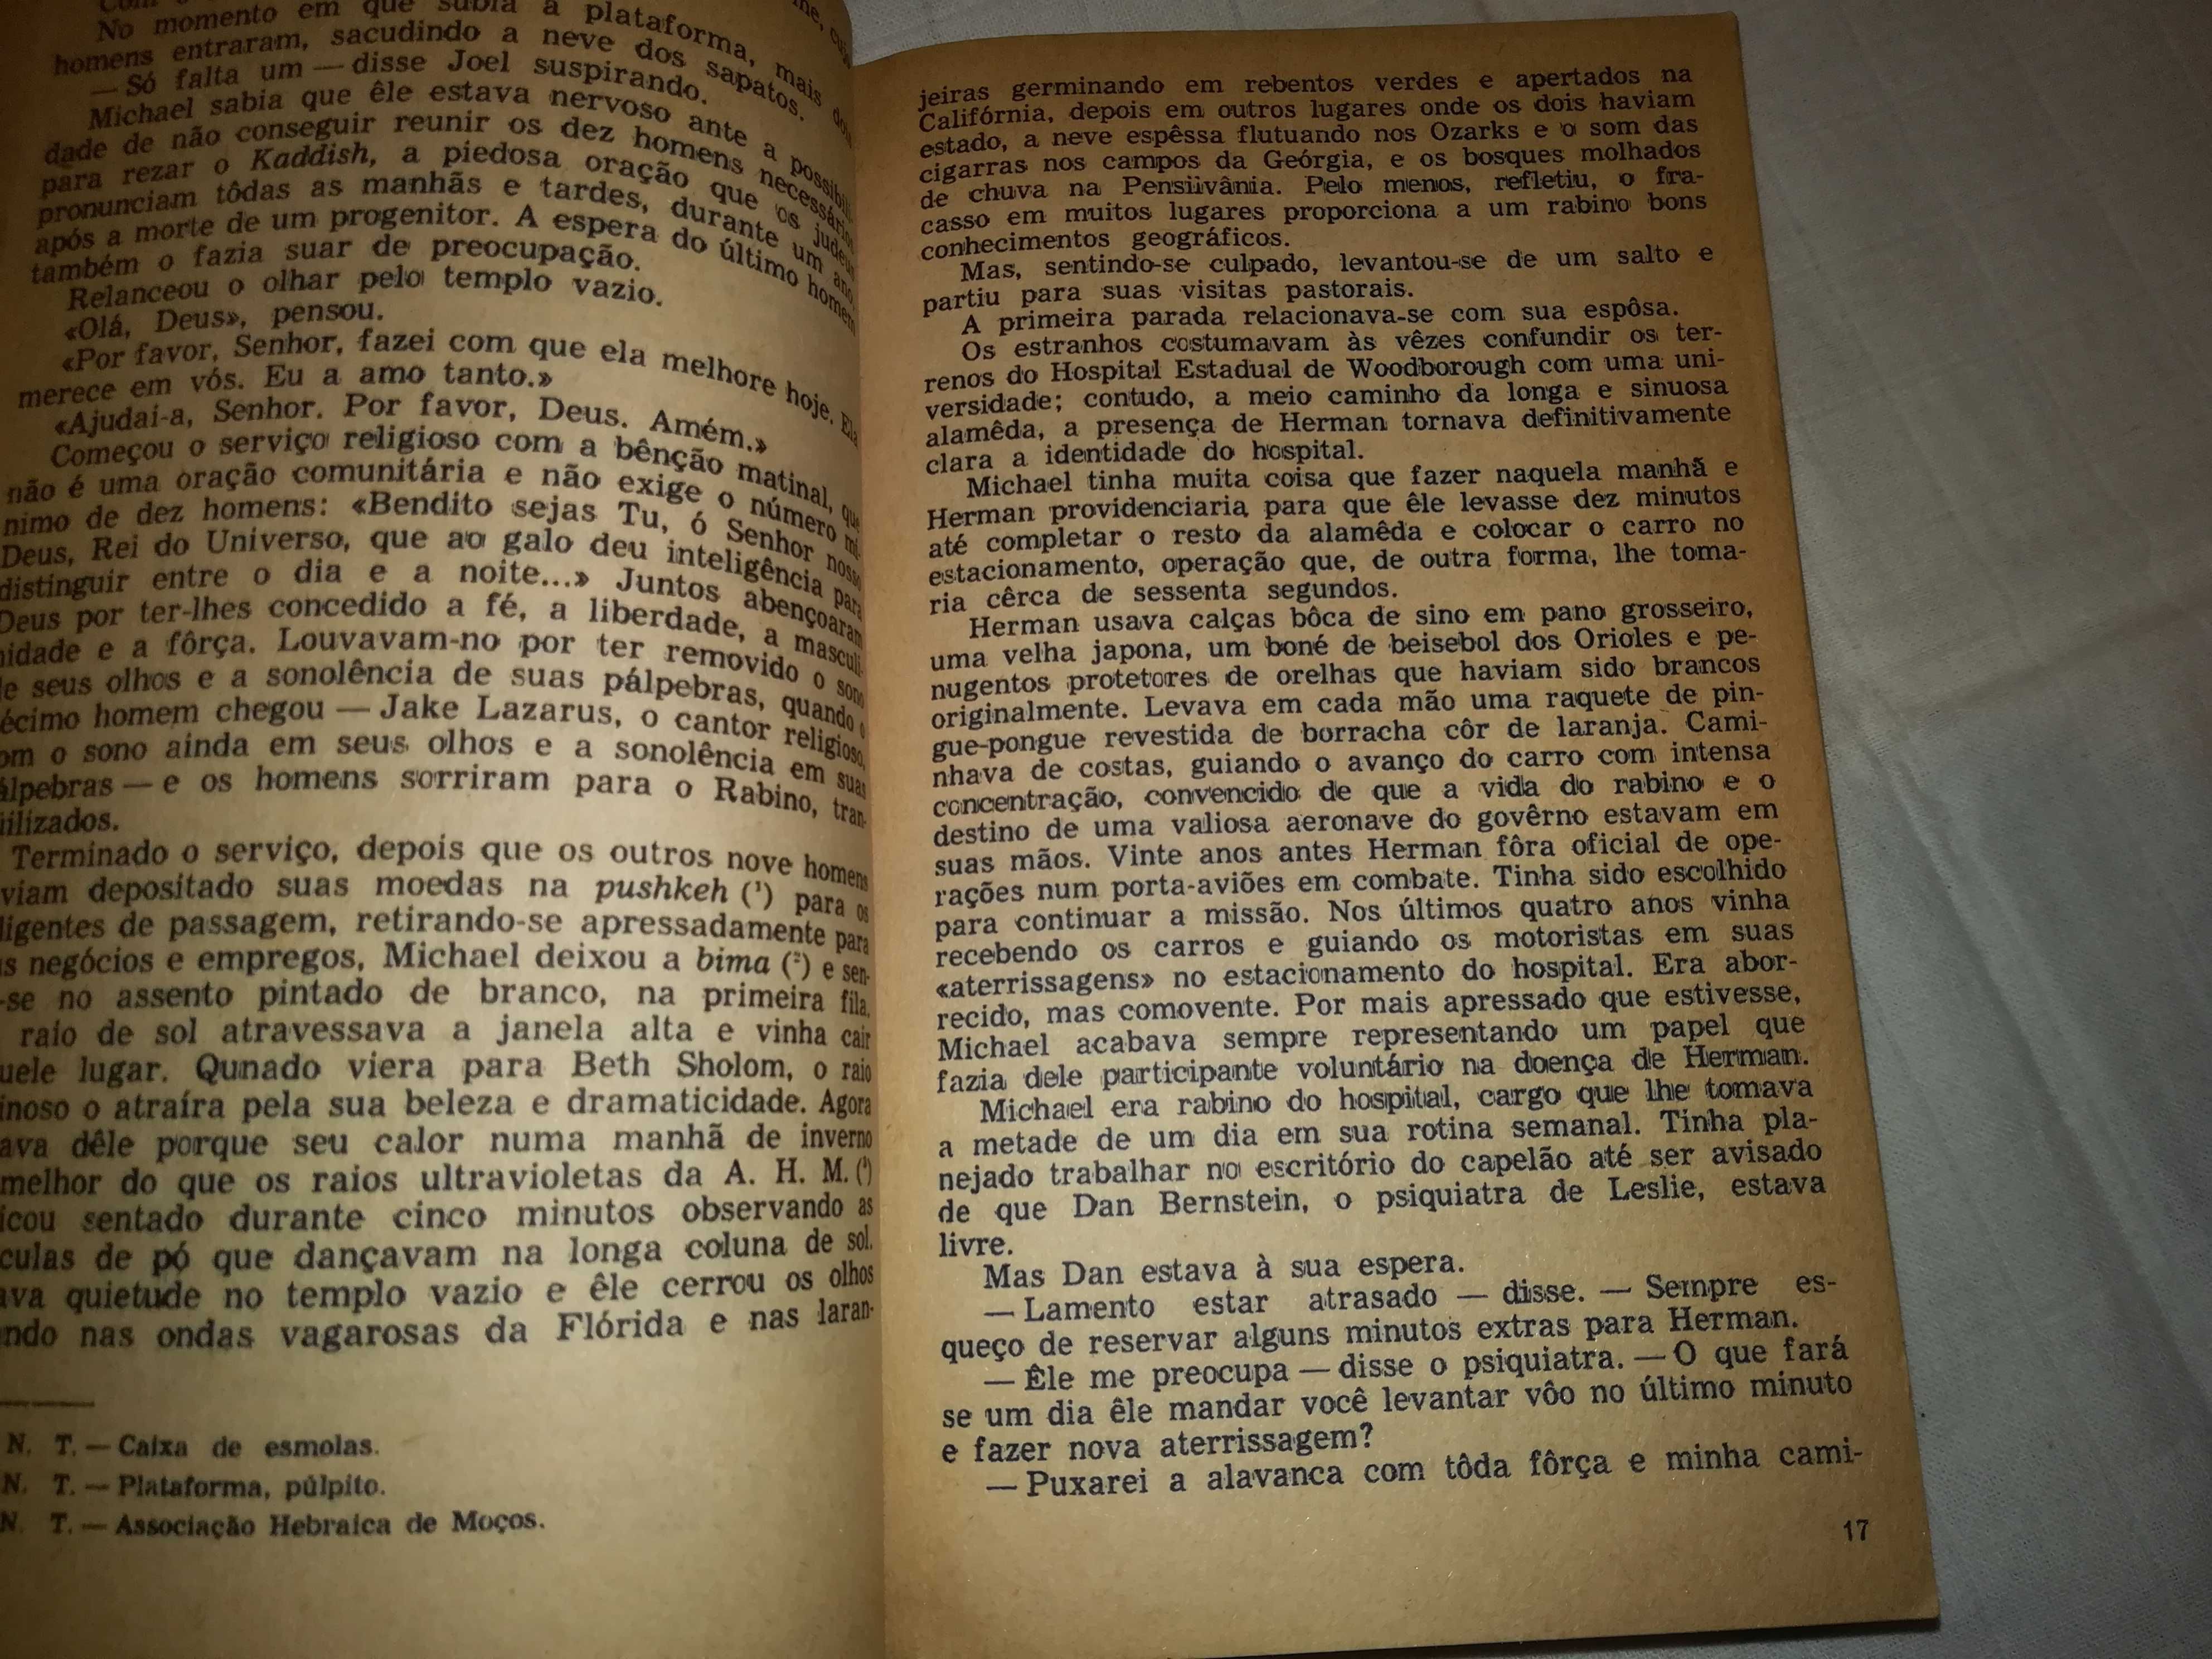 No momento em que subia à plataforma, mais dois
homens entraram, sacudindo a neve dos sapatos.
— Só falta um — disse Joel suspirando.
Michael sabia que êle estava nervoso ante a possibili-
dade de não conseguir reunir os dez homens necessários
para rezar o Kaddish, a piedosa oração que os judeus
pronunciam tôdas as manhãs e tardes, durante um ano,
após a morte de um progenitor. A espera do último homem
também o fazia suar de preocupação.
Relanceou o olhar pelo templo vazio.
«Olá, Deus», pensou.
«Por favor, Senhor, fazei com que ela melhore hoje. Ela
merece em vós. Eu a amo tanto.»
«Ajudai-a, Senhor. Por favor, Deus. Amém.»
Começou o serviço religioso com a bênção matinal, que
não é uma oração comunitária e não exige o número mí-
nimo de dez homens: «Bendito sejas Tu, ó Senhor nosso
Deus, Rei do Universo, que ao galo deu inteligência para
distinguir entre o dia e a noite...» Juntos abençoaram
Deus por ter-lhes concedido a fé, a liberdade, a masculi-
nidade e a fôrça. Louvavam-no por ter removido o sono
de seus olhos e a sonolência de suas pálpebras, quando o
écimo homem chegou — Jake Lazarus, o cantor religioso,
om o sono ainda em seus olhos e a sonolência em suas
álpebras — e os homens sorriram para o Rabino, tran-
üilizados.
Terminado o serviço, depois que os outros nove homens
viam depositado suas moedas na pushkeh (¹) para os
ligentes de passagem, retirando-se apressadamente para
s negócios e empregos, Michael deixou a bima (²) e sen-
-se no assento pintado de branco, na primeira fila.
raio de sol atravessava a janela alta e vinha cair
uele lugar. Qunado viera para Beth Sholom, o raio
inoso o atraíra pela sua beleza e dramaticidade. Agora
ava dêle porque seu calor numa manhã de inverno
melhor do que os raios ultravioletas da A. H. M. (³)
icou sentado durante cinco minutos observando as
culas de pó que dançavam na longa coluna de sol.
ava quietude no templo vazio e êle cerrou os olhos
ndo nas ondas vagarosas da Flórida e nas laran-
N. T. — Caixa de esmolas.
N. T. — Plataforma, púlpito.
N. T. — Associação Hebraica de Moços.
jeiras germinando em rebentos verdes e apertados na
Califórnia, depois em outros lugares onde os dois haviam
estado, a neve espêssa flutuando nos Ozarks e o som das
cigarras nos campos da Geórgia, e os bosques molhados
de chuva na Pensiivânia. Pelo menos, refletiu, o fra-
casso em muitos lugares proporciona a um rabino bons
conhecimentos geográficos.
Mas, sentindo-se culpado, levantou-se de um salto e
partiu para suas visitas pastorais.
A primeira parada relacionava-se com sua espôsa.
Os estranhos costumavam às vêzes confundir os ter-
renos do Hospital Estadual de Woodborough com uma uni-
versidade; contudo, a meio caminho da longa e sinuosa
alamêda, a presença de Herman tornava definitivamente
clara a identidade do hospital.
Michael tinha muita coisa que fazer naquela manhã e
Herman providenciaria para que êle levasse dez minutos
até completar o resto da alamêda e colocar o carro no
estacionamento, operação que, de outra forma, lhe toma-
ria cêrca de sessenta segundos.
Herman usava calças bôca de sino em pano grosseiro,
uma velha japona, um boné de beisebol dos Orioles e pe-
nugentos protetores de orelhas que haviam sido brancos
originalmente. Levava em cada mão uma raquete de pin-
gue-pongue revestida de borracha côr de laranja. Cami-
nhava de costas, guiando o avanço do carro com intensa
concentração, convencido de que a vida do rabino e o
destino de uma valiosa aeronave do govêrno estavam em
suas mãos. Vinte anos antes Herman fôra oficial de ope-
rações num porta-aviões em combate. Tinha sido escolhido
para continuar a missão. Nos últimos quatro anos vinha
recebendo os carros e guiando os motoristas em suas
«aterrissagens» no estacionamento do hospital. Era abor-
recido, mas comovente. Por mais apressado que estivesse,
Michael acabava sempre representando um papel que
fazia dele participante voluntário na doença de Herman.
Michael era rabino do hospital, cargo que lhe tomava
a metade de um dia em sua rotina semanal. Tinha pla-
nejado trabalhar no escritório do capelão até ser avisado
de que Dan Bernstein, o psiquiatra de Leslie, estava
livre.
Mas Dan estava à sua espera.
— Lamento estar atrasado — disse. — Sempre es-
queço de reservar alguns minutos extras para Herman.
— Êle me preocupa — disse o psiquiatra. — O que fará
se um dia êle mandar você levantar vôo no último minuto
e fazer nova aterrissagem?
— Puxarei a alavanca com tôda fôrça e minha cami-
17